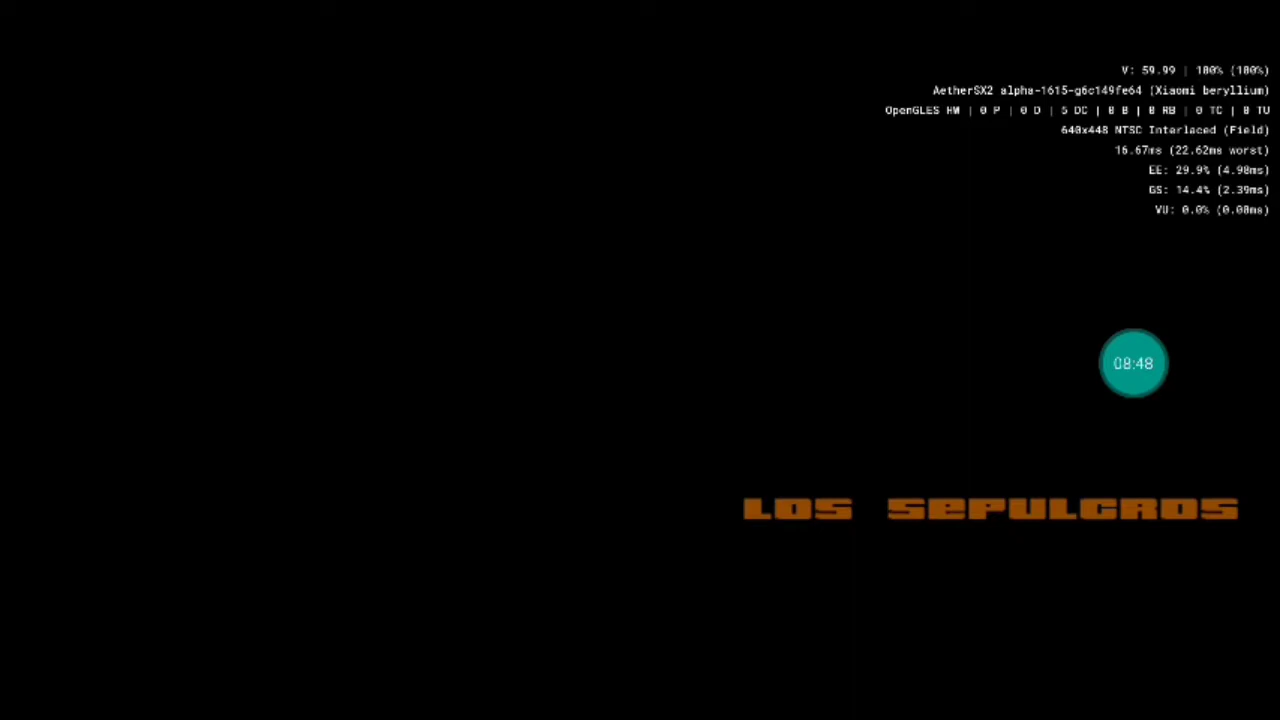 V: 59.99 | 100% (100%)
AetherSX2 alpha-1615-g6c149fe64 (Xiaomi beryllium)
OpenGLES HW | 0 P | 0 D | 5 DC | 0 B | 0 RB | 0 TC | 0 TU
640x448 NTSC Interlaced (Field)
16.67ms (22.62ms worst)
EE: 29.9% (4.98ms)
GS: 14.4% (2.39ms)
VU: 0.0% (0.00ms)
08:48
LOS SEPULCROS